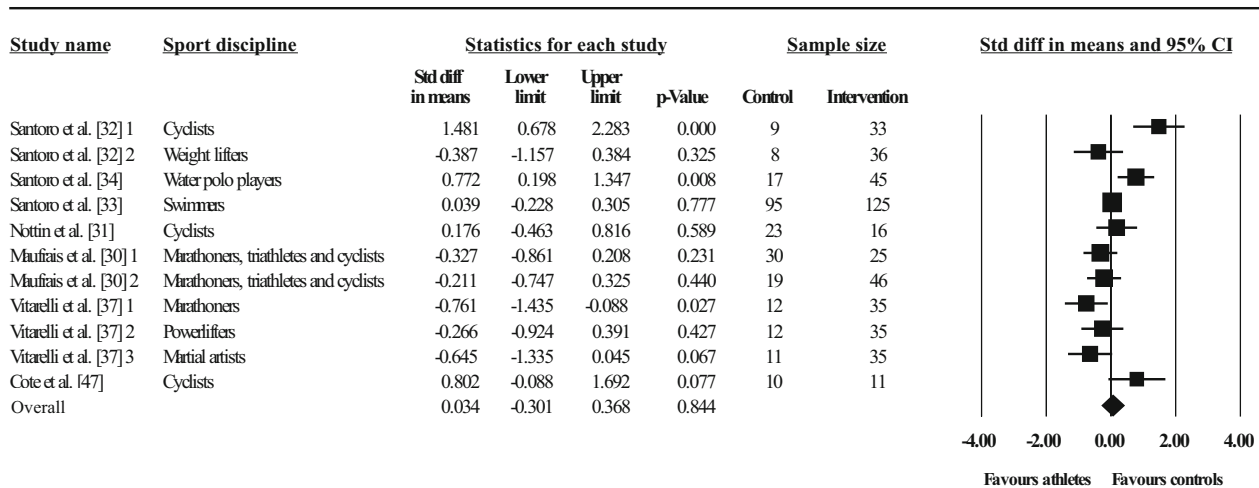 Study name Sport discipline Statistics for each study Sample size Std diff in means and 95% CI
Std diff in means Lower limit Upper limit p-Value Control Intervention
Santoro et al. [32] 1 Cyclists 1.481 0.678 2.283 0.000 9 33
Santoro et al. [32] 2 Weight lifters -0.387 -1.157 0.384 0.325 8 36
Santoro et al. [34] Water polo players 0.772 0.198 1.347 0.008 17 45
Santoro et al. [33] Swimmers 0.039 -0.228 0.305 0.777 95 125
Nottin et al. [31] Cyclists 0.176 -0.463 0.816 0.589 23 16
Maufrais et al. [30] 1 Marathoners, triathletes and cyclists -0.327 -0.861 0.208 0.231 30 25
Maufrais et al. [30] 2 Marathoners, triathletes and cyclists -0.211 -0.747 0.325 0.440 19 46
Vitarelli et al. [37] 1 Marathoners -0.761 -1.435 -0.088 0.027 12 35
Vitarelli et al. [37] 2 Powerlifters -0.266 -0.924 0.391 0.427 12 35
Vitarelli et al. [37] 3 Martial artists -0.645 -1.335 0.045 0.067 11 35
Cote et al. [47] Cyclists 0.802 -0.088 1.692 0.077 10 11
Overall 0.034 -0.301 0.368 0.844
-4.00 -2.00 0.00 2.00 4.00
Favours athletes Favours controls